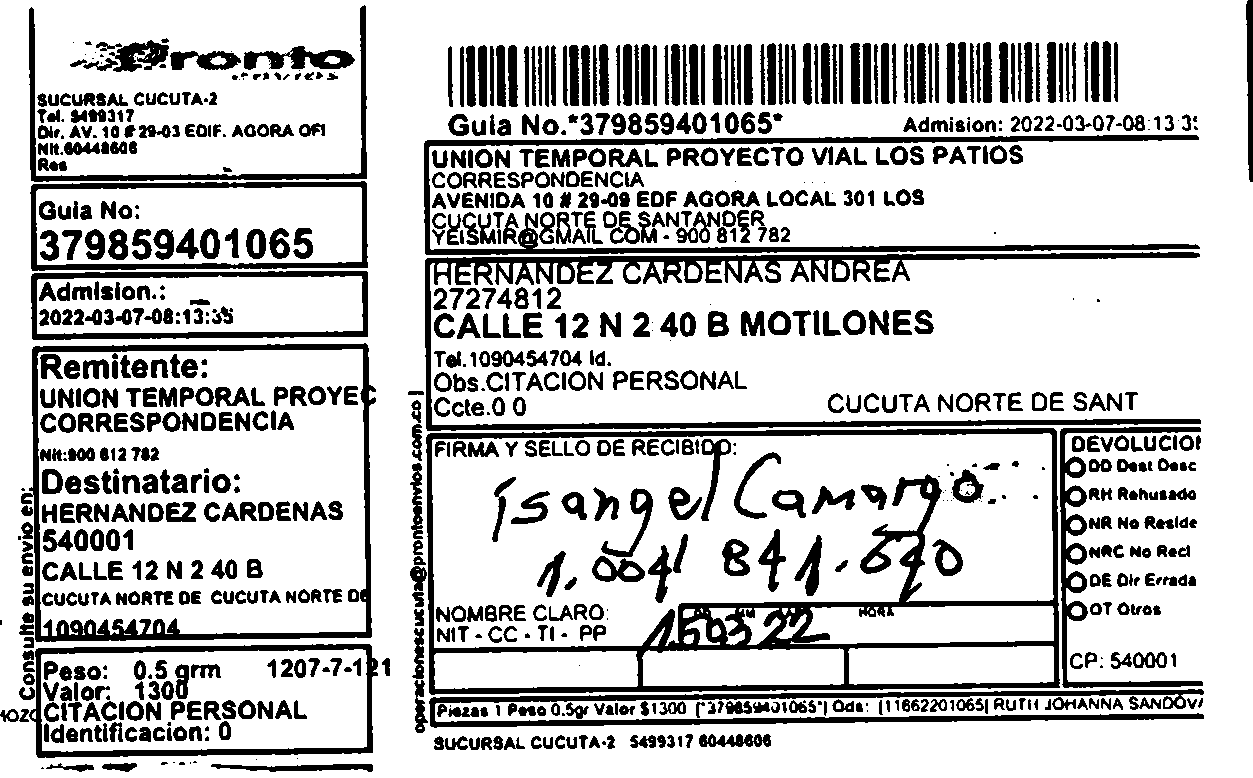 Pronto
SUCURSAL CUCUTA-2
Tel. 5499317
Dir. AV. 10 # 29-03 EDIF. AGORA OFI
Nit.60448606
Res
Guia No:
379859401065
Admision.:
2022-03-07-08:13:35
Remitente:
UNION TEMPORAL PROYEC
CORRESPONDENCIA
Nit:900 812 782
Destinatario:
HERNANDEZ CARDENAS
540001
CALLE 12 N 2 40 B
CUCUTA NORTE DE CUCUTA NORTE DE
1090454704
Peso: 0.5 grm 1207-7-121
Valor: 1300
CITACION PERSONAL
Identificacion: 0
Consulte su envio en:
operacionescucuta@prontoenvios.com.co |
Guia No.*379859401065* Admision: 2022-03-07-08:13:35
UNION TEMPORAL PROYECTO VIAL LOS PATIOS
CORRESPONDENCIA
AVENIDA 10 # 29-09 EDF AGORA LOCAL 301 LOS
CUCUTA NORTE DE SANTANDER
YEISMIR@GMAIL COM - 900 812 782
HERNANDEZ CARDENAS ANDREA
27274812
CALLE 12 N 2 40 B MOTILONES
Tel.1090454704 Id.
Obs.CITACION PERSONAL
Ccte.0 0 CUCUTA NORTE DE SANT
FIRMA Y SELLO DE RECIBIDO:
Isangel Camargo
1.004 841.540
NOMBRE CLARO:
NIT - CC - TI - PP
HORA
150322
DEVOLUCION
DD Dest Desc
RH Rehusado
NR No Reside
NRC No Recl
DE Dir Errada
OT Otros
CP: 540001
Piezas 1 Peso 0.5gr Valor $1300 [*379859401065*] Ods: [11662201065] RUTH JOHANNA SANDOVA
SUCURSAL CUCUTA-2 5499317 60448606